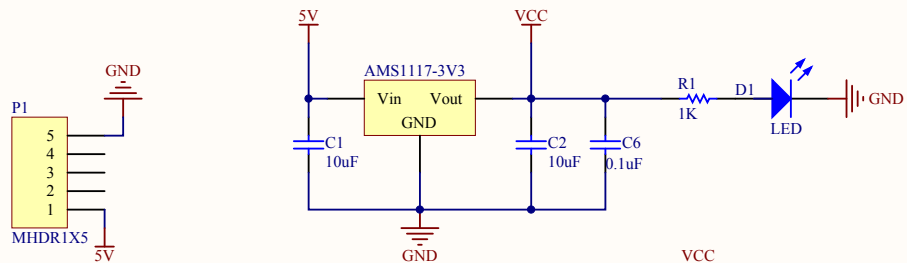 5V
VCC
GND
AMS1117-3V3
P1
Vin Vout
GND
R1
1K
D1
LED
GND
5
4
3
2
1
C1
10uF
C2
10uF
C6
0.1uF
MHDR1X5
5V
GND
VCC